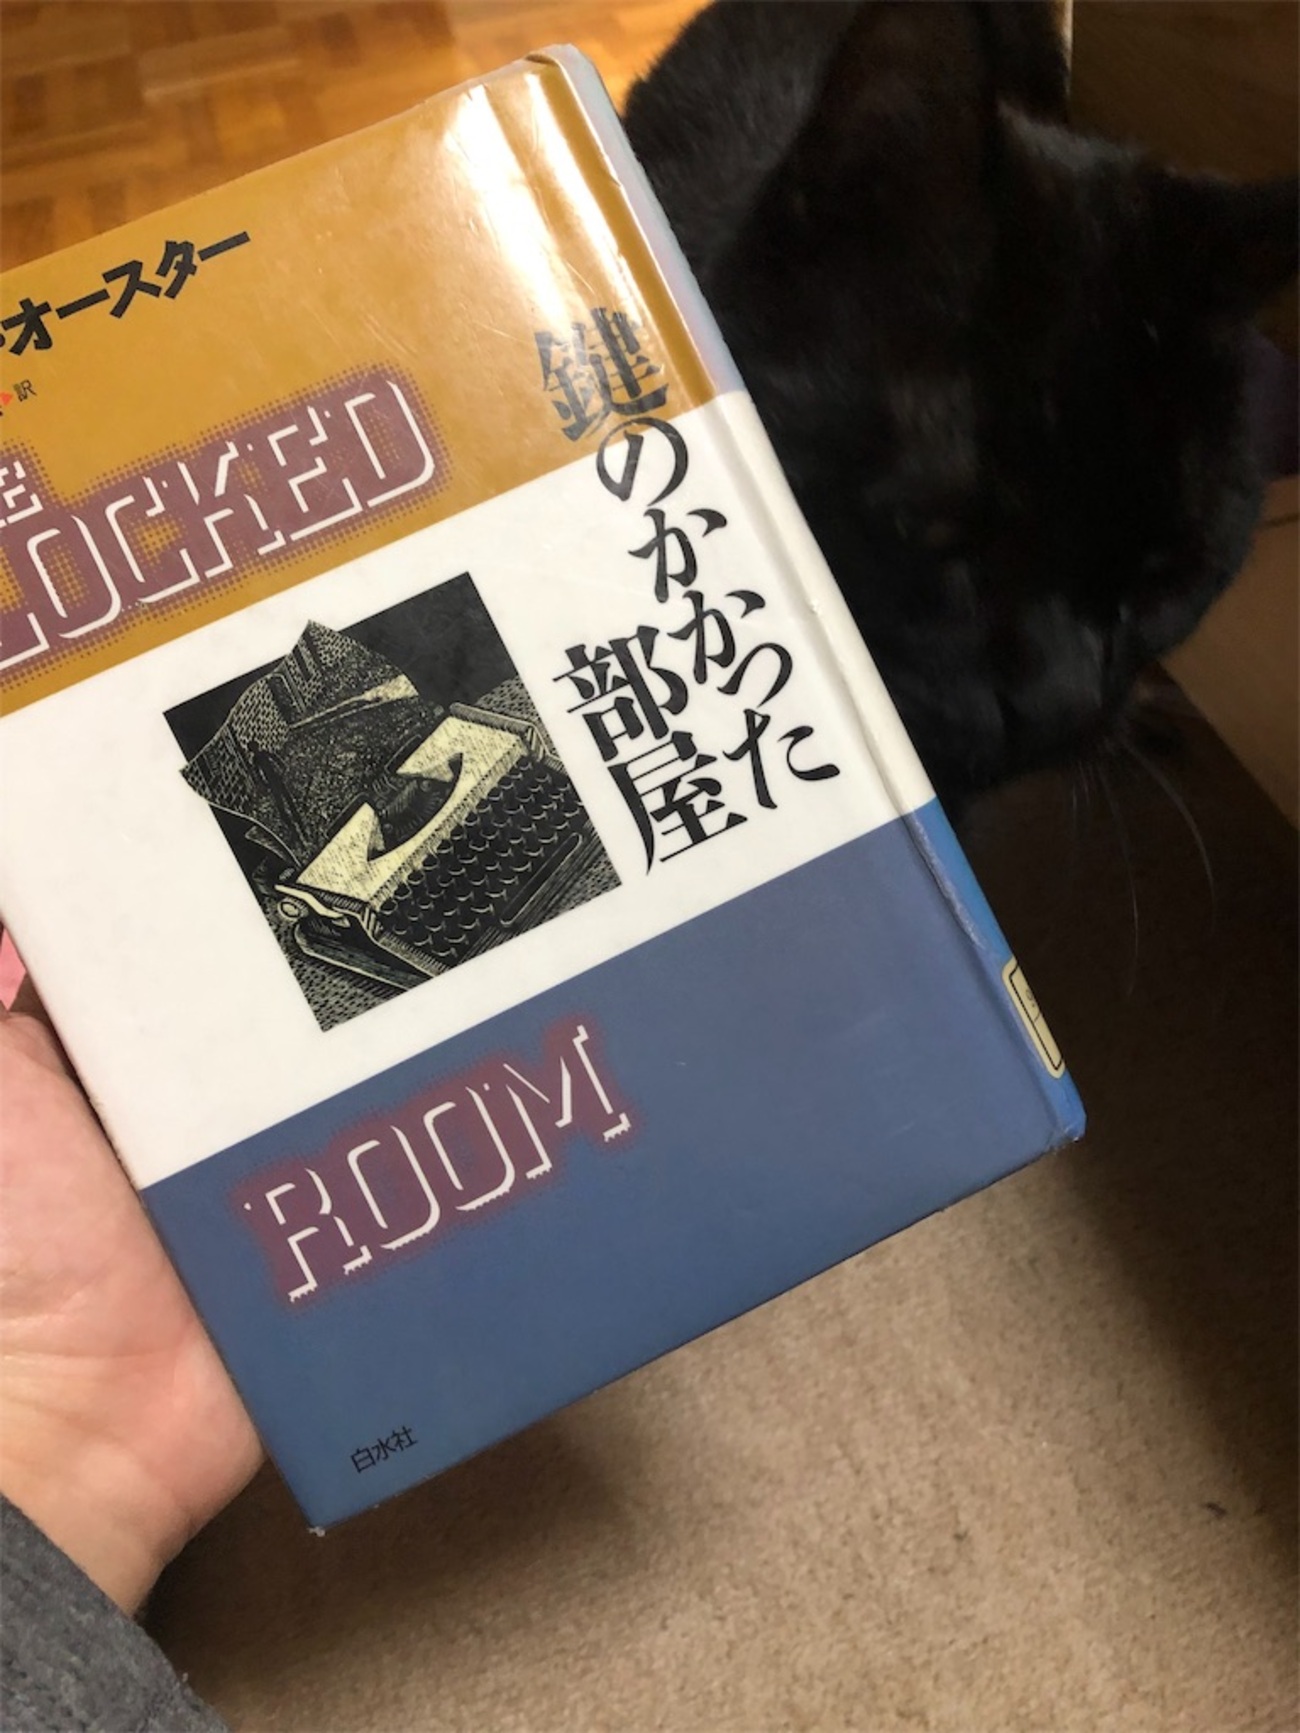 ・オースター
訳
THE
LOCKED
鍵のかかった
部屋
ROOM
白水社